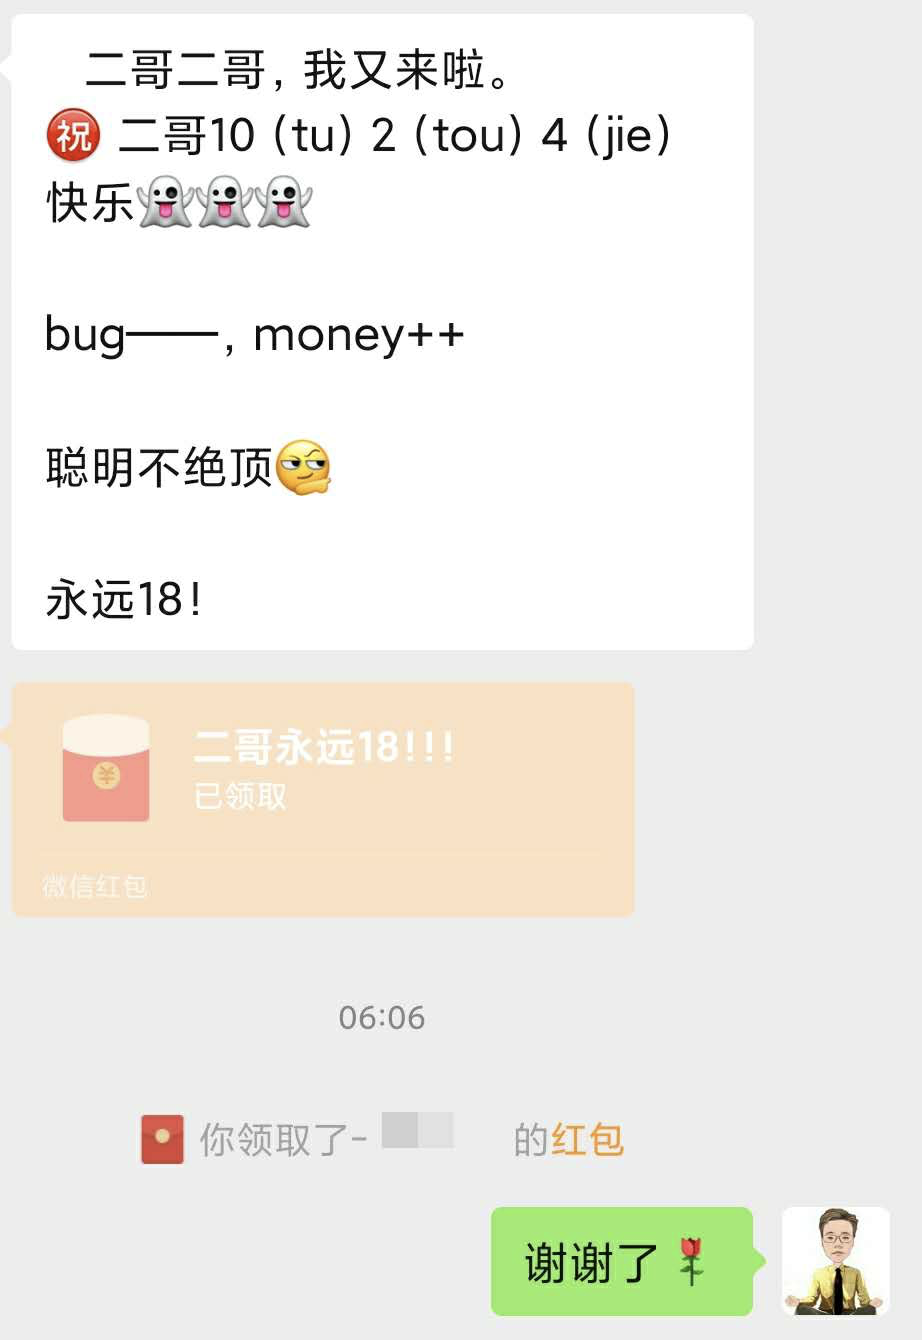 二哥二哥，我又来啦。
㊗️ 二哥10（tu）2（tou）4（jie）
快乐👻👻👻
bug——，money++
聪明不绝顶
永远18！
二哥永远18！！！
已领取
微信红包
06:06
你领取了-
的红包
谢谢了🌹